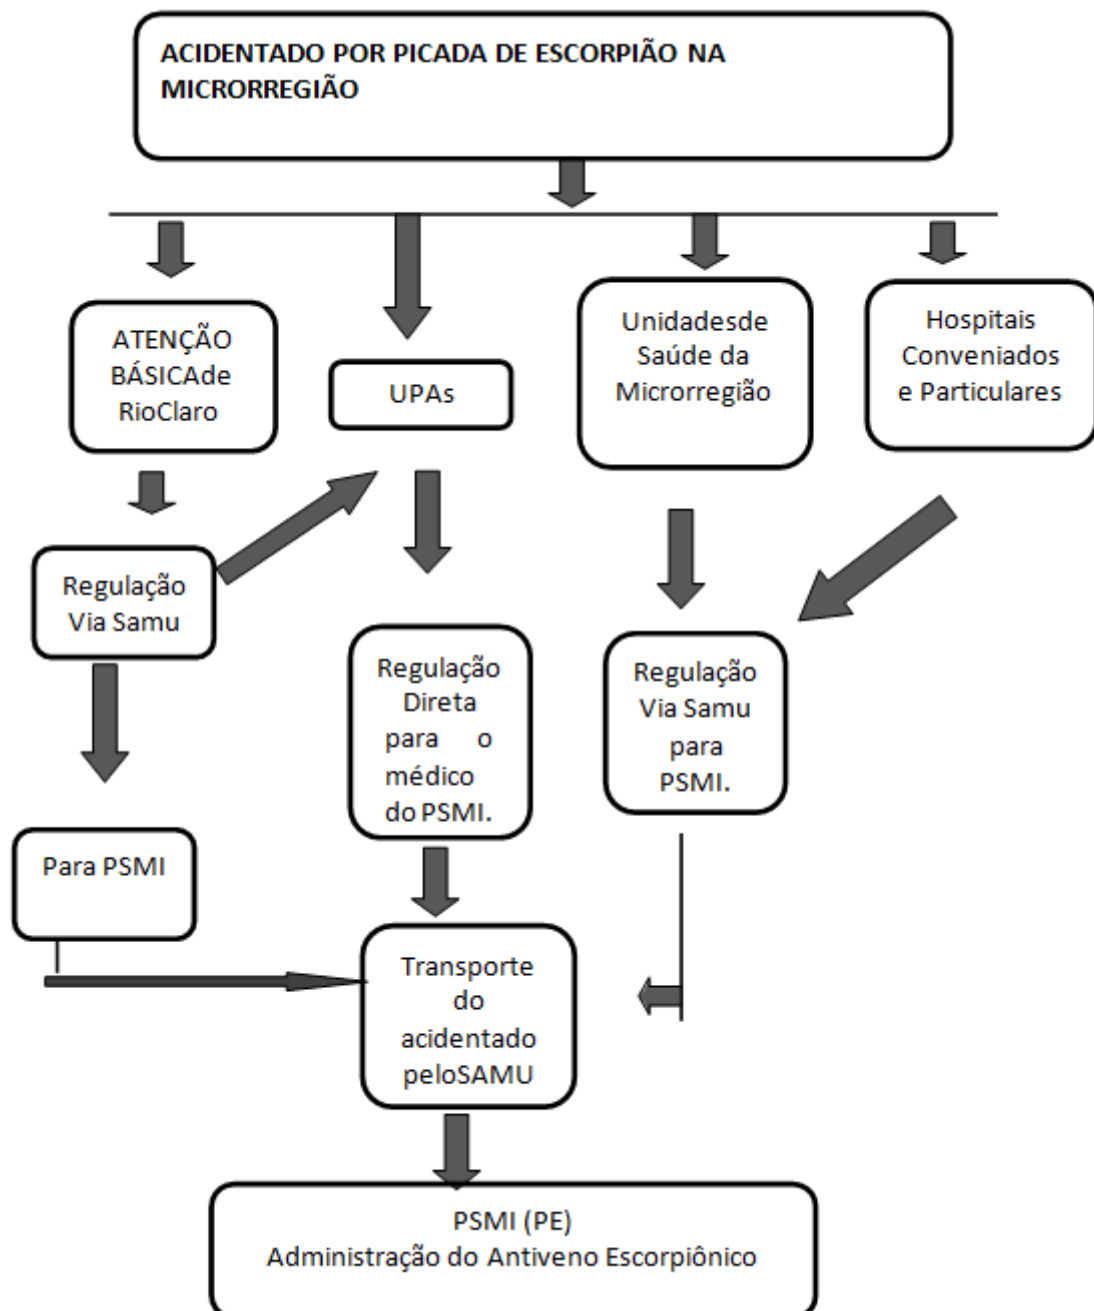 ACIDENTADO POR PICADA DE ESCORPIÃO NA
MICRORREGIÃO
ATENÇÃO
BÁSICAde
RioClaro
UPAs
Unidadesde
Saúde da
Microrregião
Hospitais
Conveniados
e Particulares
Regulação
Via Samu
Regulação
Direta
para o
médico
do PSMI.
Regulação
Via Samu
para
PSMI.
Para PSMI
Transporte
do
acidentado
peloSAMU
PSMI (PE)
Administração do Antiveno Escorpiônico